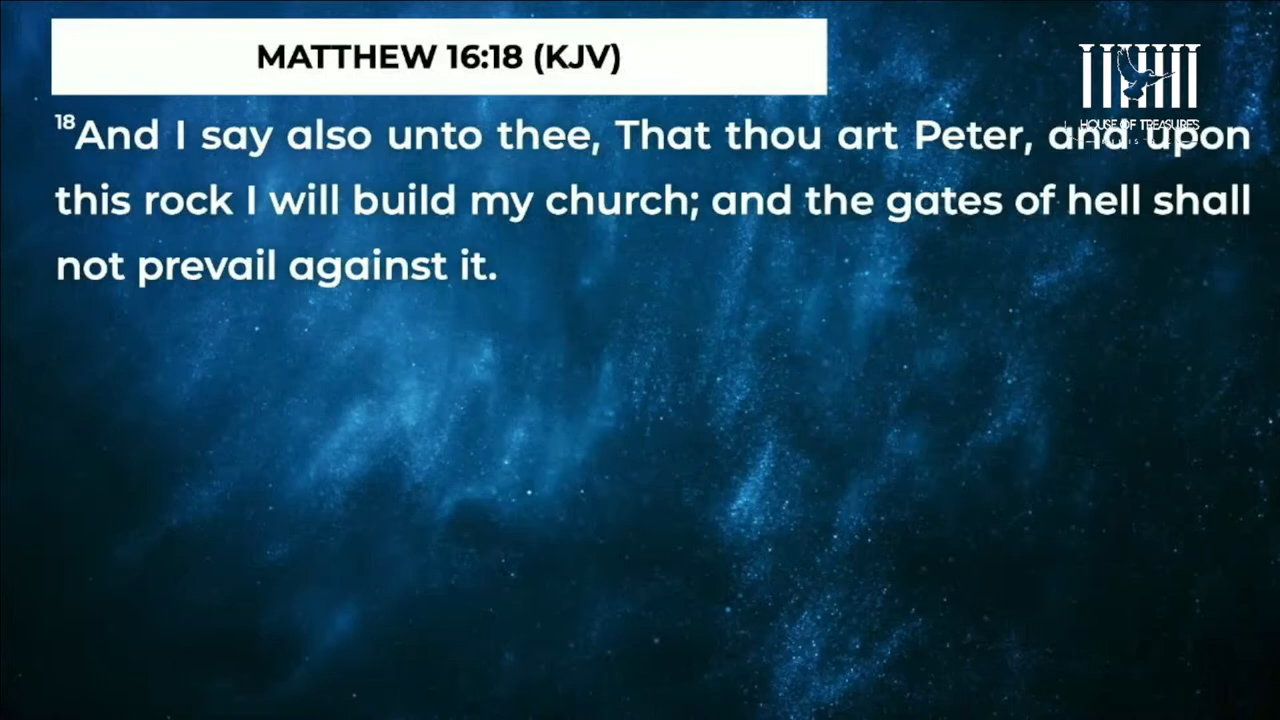 MATTHEW 16:18 (KJV)
HOUSE OF TREASURES
18And I say also unto thee, That thou art Peter, and upon
this rock I will build my church; and the gates of hell shall
not prevail against it.